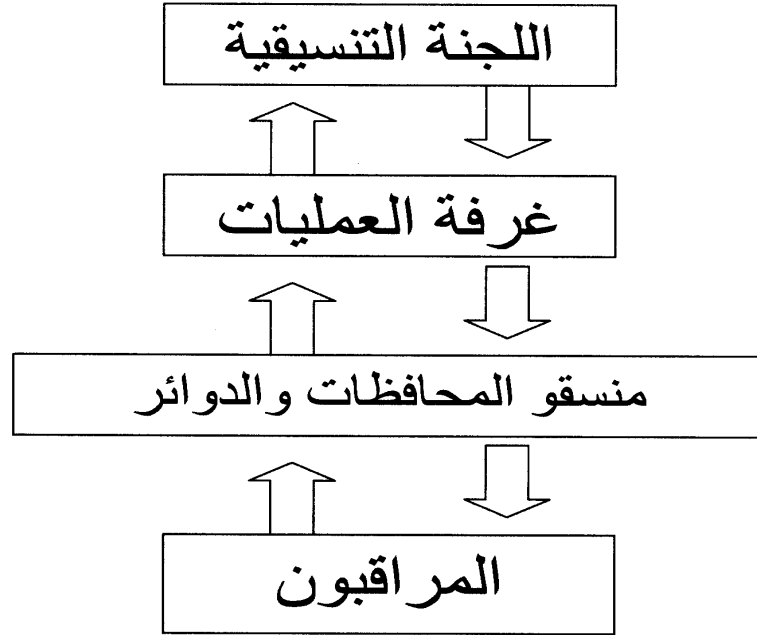 اللجنة التنسيقية
غرفة العمليات
منسقو المحافظات والدوائر
المراقبون